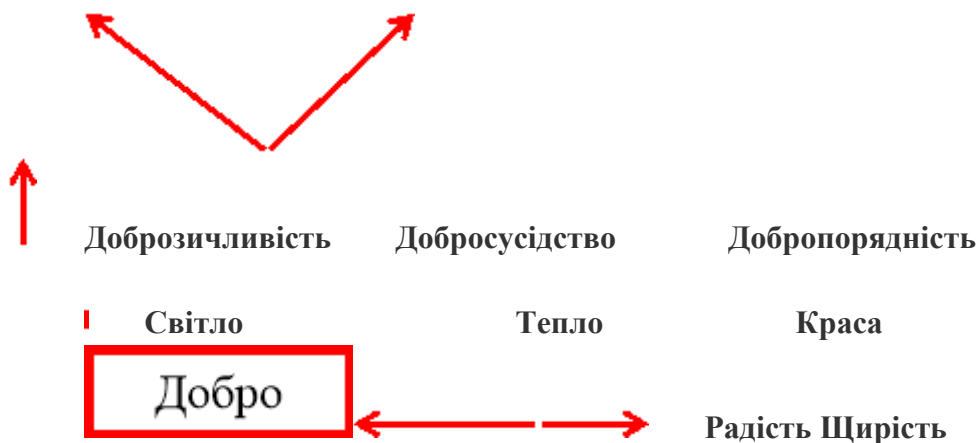 Доброзичливість Добросусідство Добропорядність
Світло Тепло Краса
Добро
Радість Щирість